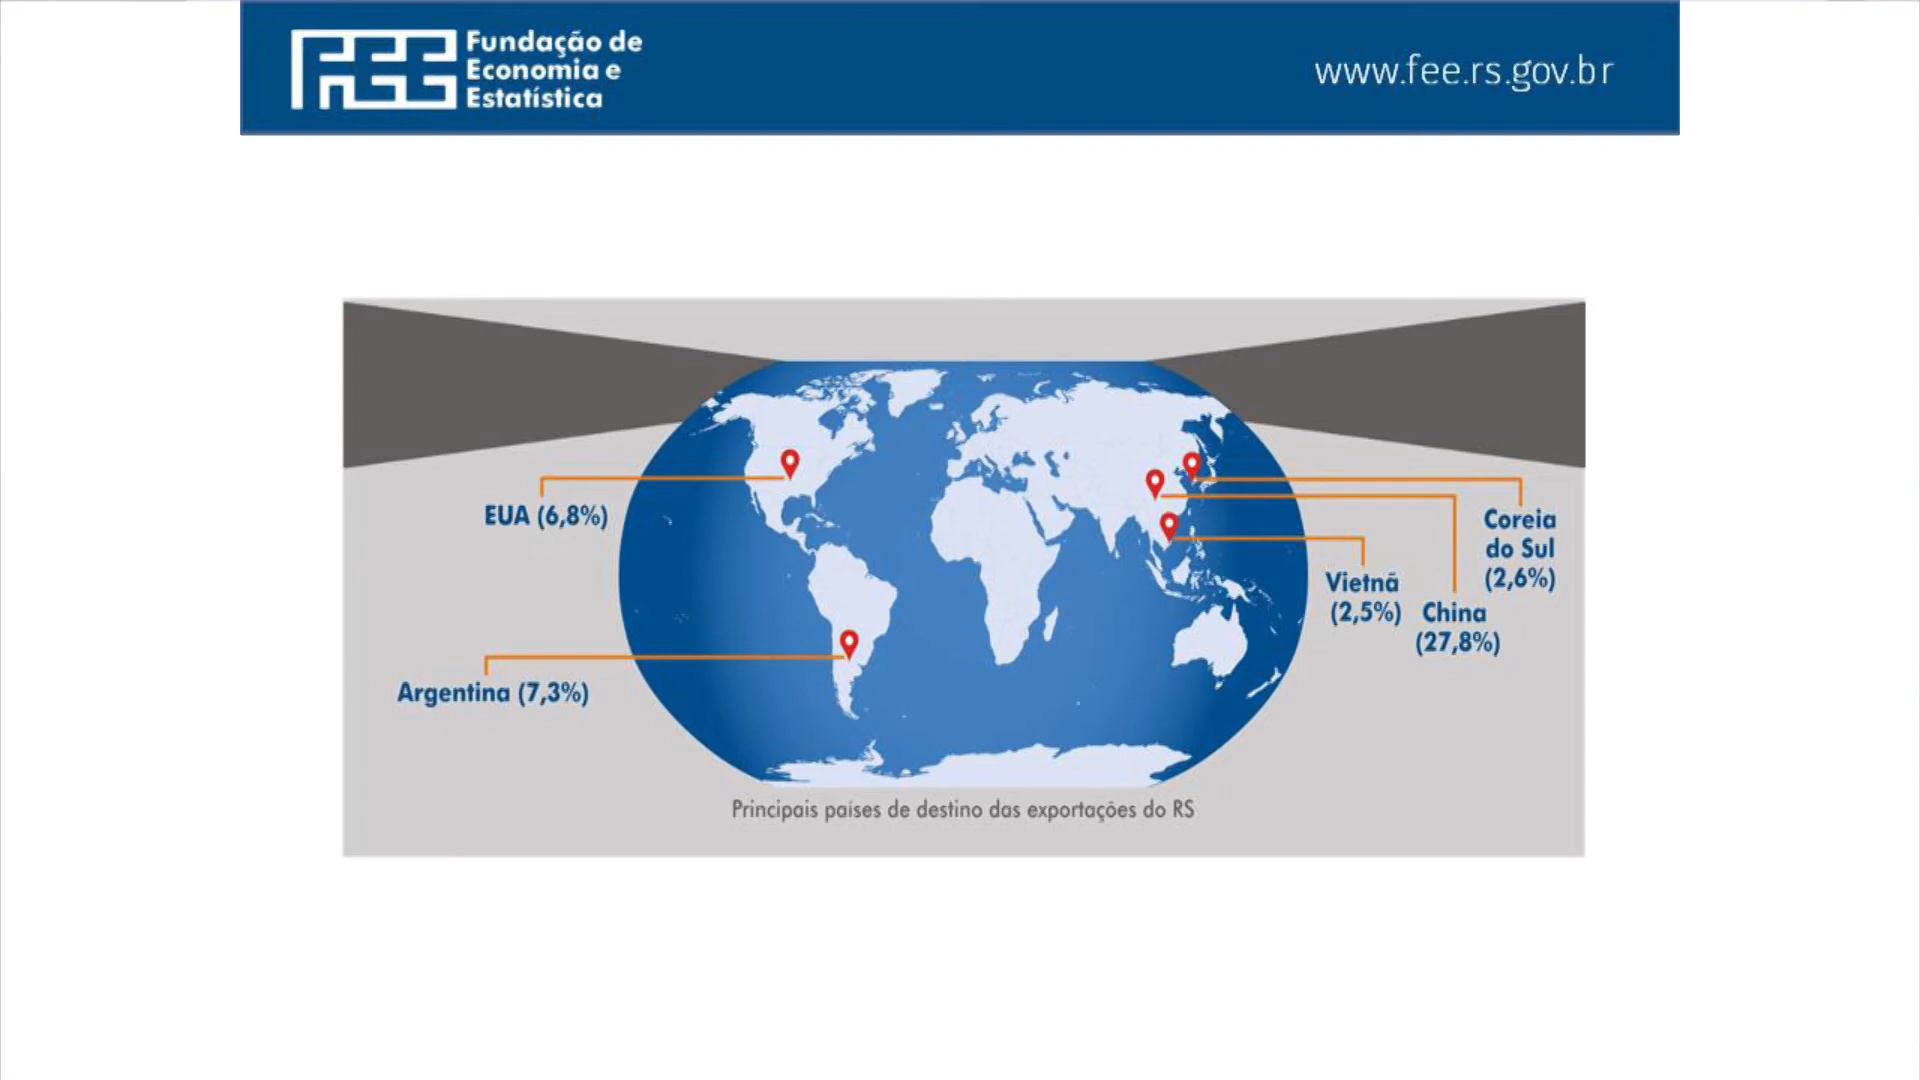 Fundação de
Economia e
Estatística
www.fee.rs.gov.br
EUA (6,8%)
Argentina (7,3%)
Coreia
do Sul
(2,6%)
Vietnã
(2,5%)
China
(27,8%)
Principais países de destino das exportações do RS